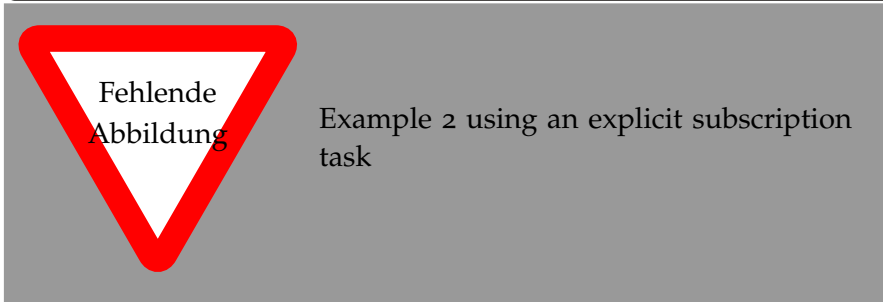 Fehlende
Abbildung
Example 2 using an explicit subscription
task